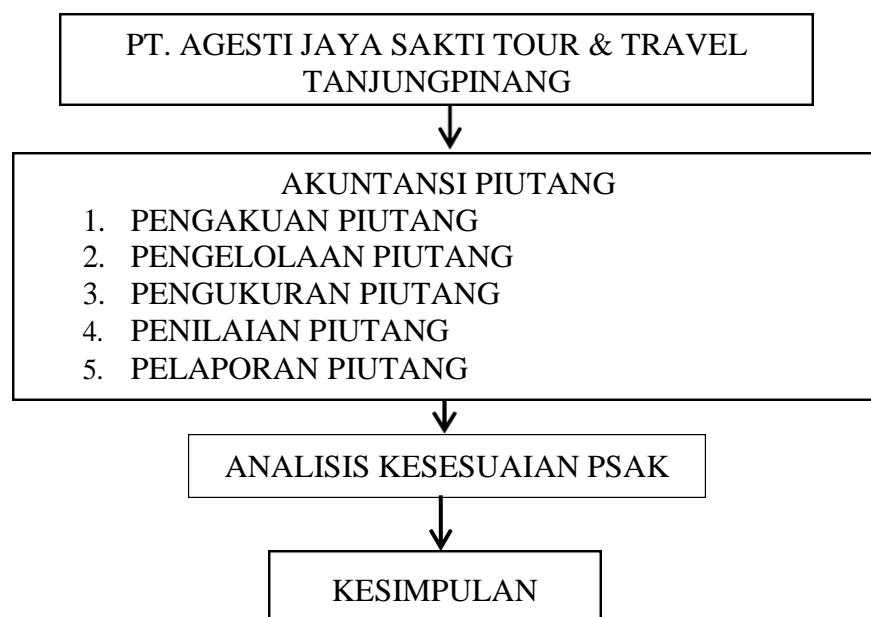 PT. AGESTI JAYA SAKTI TOUR & TRAVEL
TANJUNGPINANG
AKUNTANSI PIUTANG
1. PENGAKUAN PIUTANG
2. PENGELOLAAN PIUTANG
3. PENGUKURAN PIUTANG
4. PENILAIAN PIUTANG
5. PELAPORAN PIUTANG
ANALISIS KESESUAIAN PSAK
KESIMPULAN